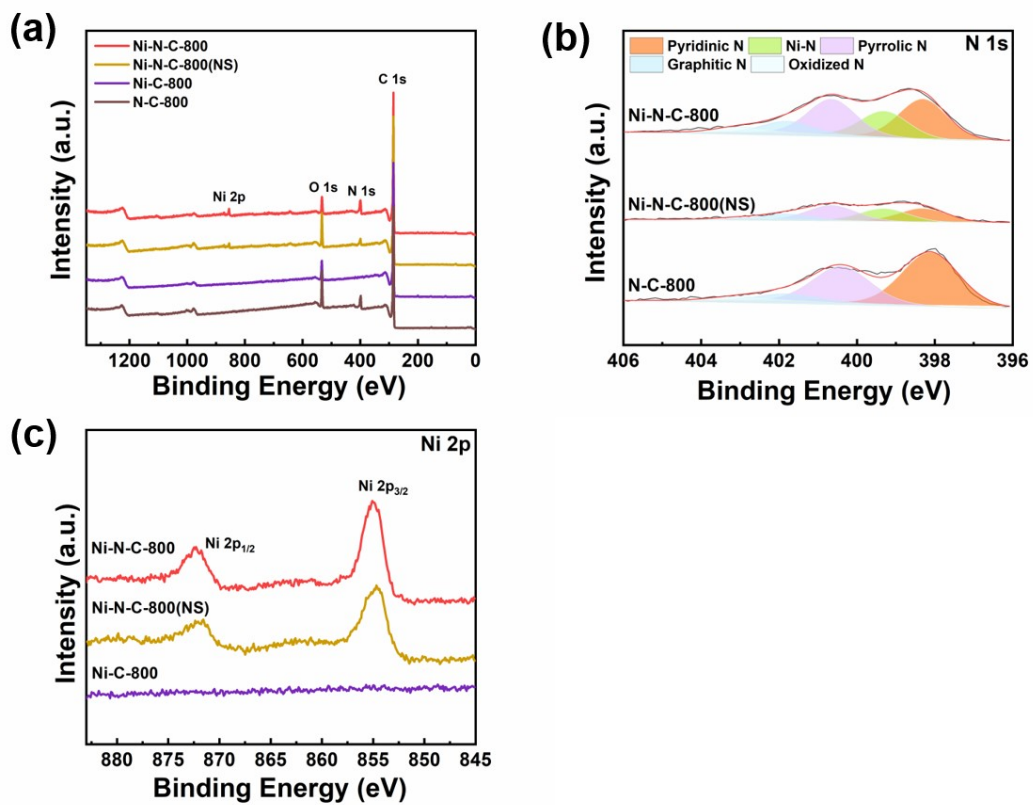 (a)
Ni-N-C-800
Ni-N-C-800(NS)
Ni-C-800
N-C-800
C 1s
Ni 2p
O 1s
N 1s
Intensity (a.u.)
1200 1000 800 600 400 200 0
Binding Energy (eV)
(b)
Pyridinic N Ni-N Pyrrolic N
Graphitic N Oxidized N
N 1s
Ni-N-C-800
Ni-N-C-800(NS)
N-C-800
Intensity (a.u.)
406 404 402 400 398 396
Binding Energy (eV)
(c)
Ni 2p
Ni 2p3/2
Ni 2p1/2
Ni-N-C-800
Ni-N-C-800(NS)
Ni-C-800
Intensity (a.u.)
880 875 870 865 860 855 850 845
Binding Energy (eV)